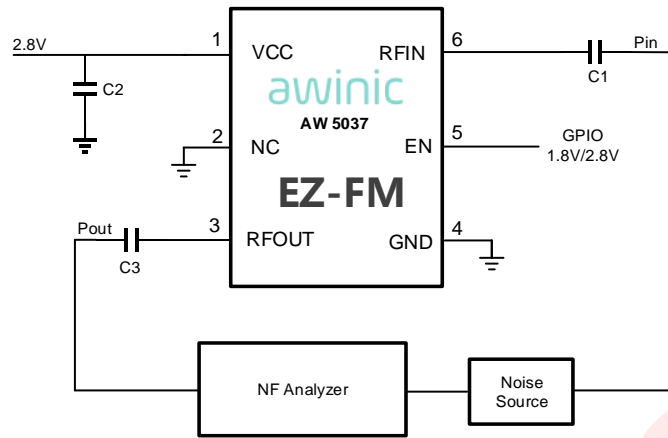 2.8V
1
VCC
RFIN
6
Pin
C2
awinic
C1
AW 5037
2
NC
EN
5
GPIO
1.8V/2.8V
EZ-FM
Pout
3
RFOUT
GND
4
C3
NF Analyzer
Noise
Source